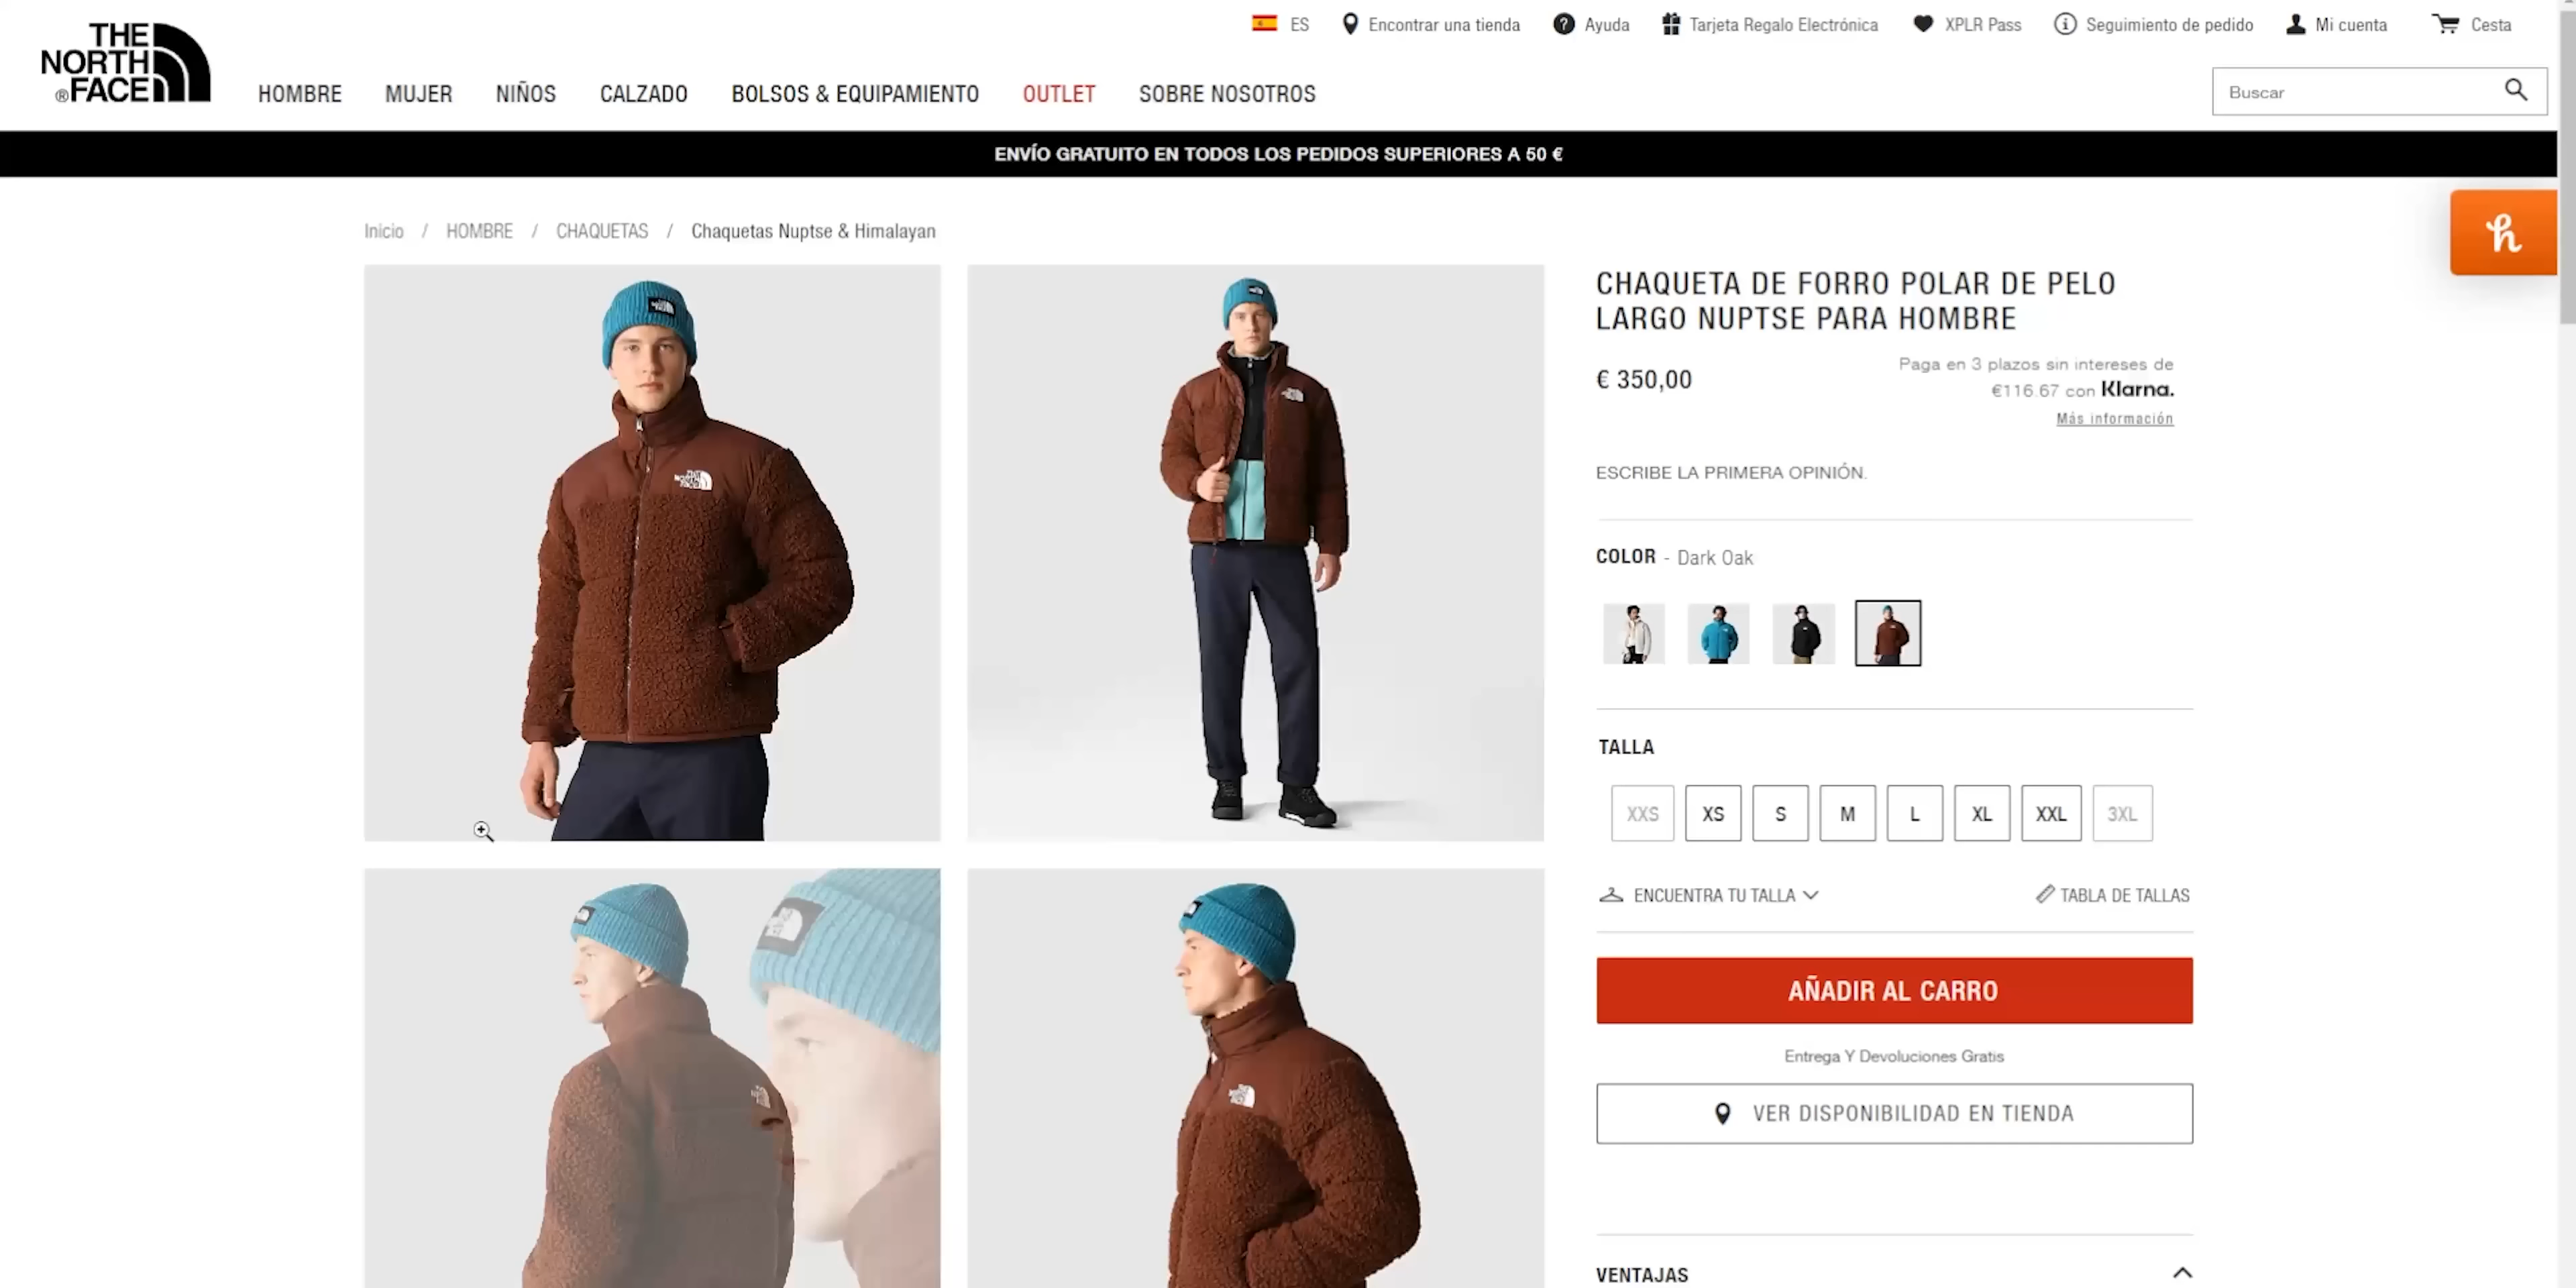 THE
NORTH
FACE
®
ES
Encontrar una tienda
Ayuda
Tarjeta Regalo Electrónica
XPLR Pass
Seguimiento de pedido
Mi cuenta
Cesta
HOMBRE
MUJER
NIÑOS
CALZADO
BOLSOS & EQUIPAMIENTO
OUTLET
SOBRE NOSOTROS
Buscar
ENVÍO GRATUITO EN TODOS LOS PEDIDOS SUPERIORES A 50 €
Inicio / HOMBRE / CHAQUETAS / Chaquetas Nuptse & Himalayan
CHAQUETA DE FORRO POLAR DE PELO
LARGO NUPTSE PARA HOMBRE
€ 350,00
Paga en 3 plazos sin intereses de
€116.67 con Klarna.
Más información
ESCRIBE LA PRIMERA OPINIÓN.
COLOR - Dark Oak
TALLA
XXS
XS
S
M
L
XL
XXL
3XL
ENCUENTRA TU TALLA
TABLA DE TALLAS
AÑADIR AL CARRO
Entrega Y Devoluciones Gratis
VER DISPONIBILIDAD EN TIENDA
VENTAJAS